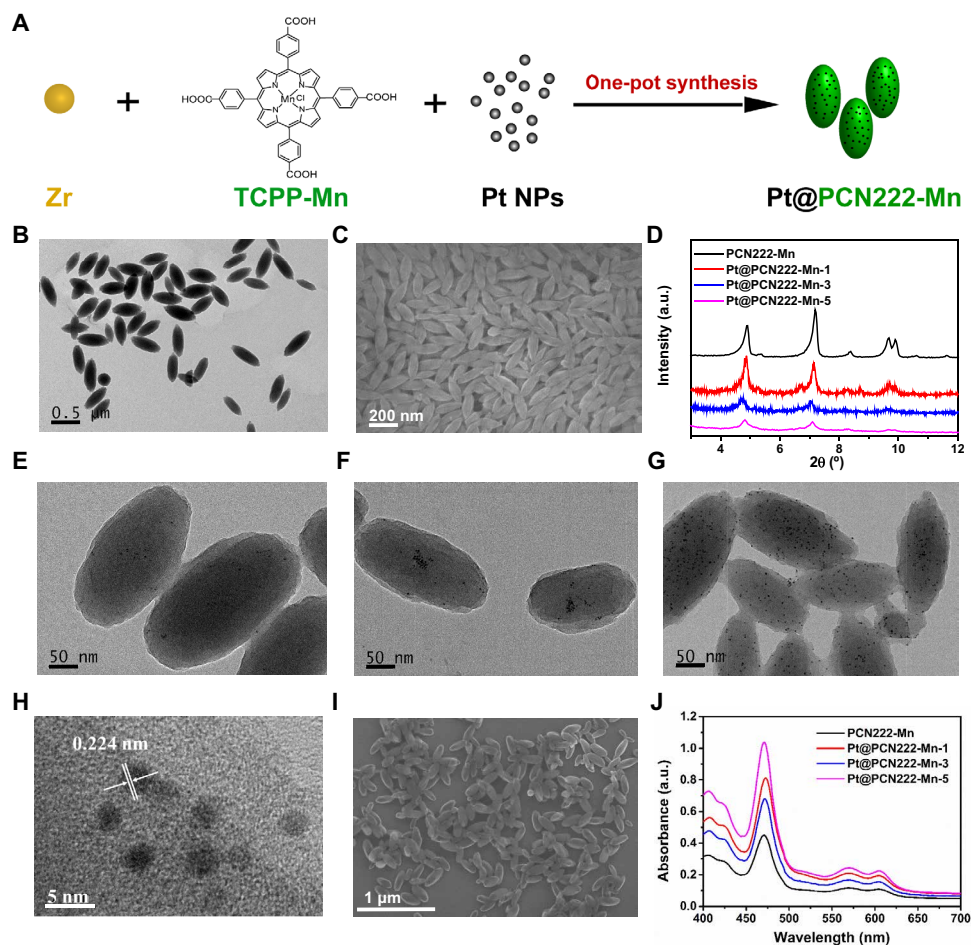 A
COOH
HOOC
COOH
COOH
Mn
Cl
N
N
N
N
+
+
One-pot synthesis
Zr
TCPP-Mn
Pt NPs
Pt@PCN222-Mn
B
0.5 μm
C
200 nm
D
PCN222-Mn
Pt@PCN222-Mn-1
Pt@PCN222-Mn-3
Pt@PCN222-Mn-5
Intensity (a.u.)
4 6 8 10 12
2θ (º)
E
50 nm
F
50 nm
G
50 nm
H
0.224 nm
5 nm
I
1 μm
J
PCN222-Mn
Pt@PCN222-Mn-1
Pt@PCN222-Mn-3
Pt@PCN222-Mn-5
Absorbance (a.u.)
1.2
1.0
0.8
0.6
0.4
0.2
0.0
400 450 500 550 600 650 700
Wavelength (nm)